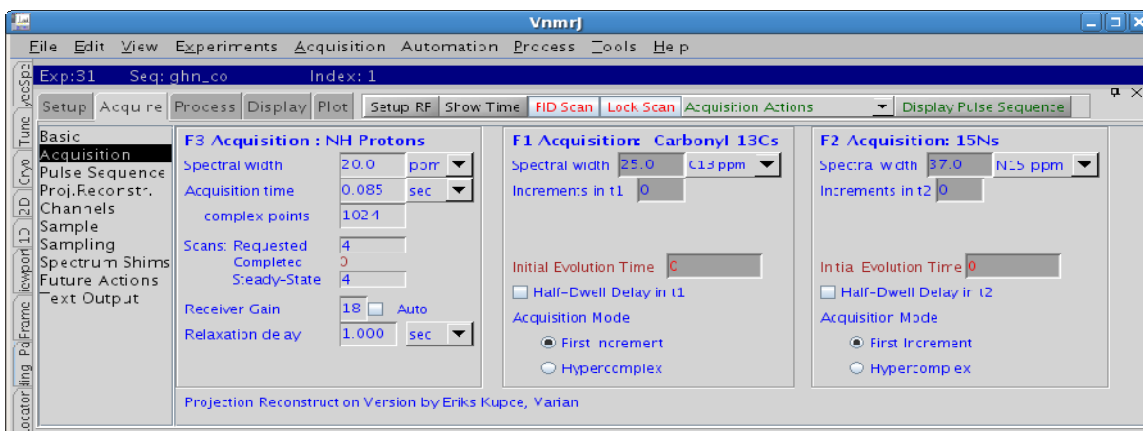 VnmrJ
File Edit View Experiments Acquisition Automation Process Tools Help
Exp:31 Seq: ghn_co Index: 1
Setup Acquire Process Display Plot Setup RF Show Time FID Scan Lock Scan Acquisition Actions Display Pulse Sequence
Basic
Acquisition
Pulse Sequence
Proj.Reconstr.
Channels
Sample
Sampling
Spectrum Shims
Future Actions
Text Output
Tune
Cryo
2D
1D
Frame
F3 Acquisition : NH Protons
Spectral width 20.0 ppm
Acquisition time 0.085 sec
complex points 1024
Scans: Requested 4
Completed 0
Steady-State 4
Receiver Gain 18 Auto
Relaxation delay 1.000 sec
F1 Acquisition: Carbonyl 13Cs
Spectral width 25.0 C13 ppm
Increments in t1 0
Initial Evolution Time 0
Half-Dwell Delay in t1
Acquisition Mode
First Increment
Hypercomplex
F2 Acquisition: 15Ns
Spectral width 37.0 N15 ppm
Increments in t2 0
Initial Evolution Time 0
Half-Dwell Delay in t2
Acquisition Mode
First Increment
Hypercomplex
Projection Reconstruction Version by Eriks Kupce, Varian